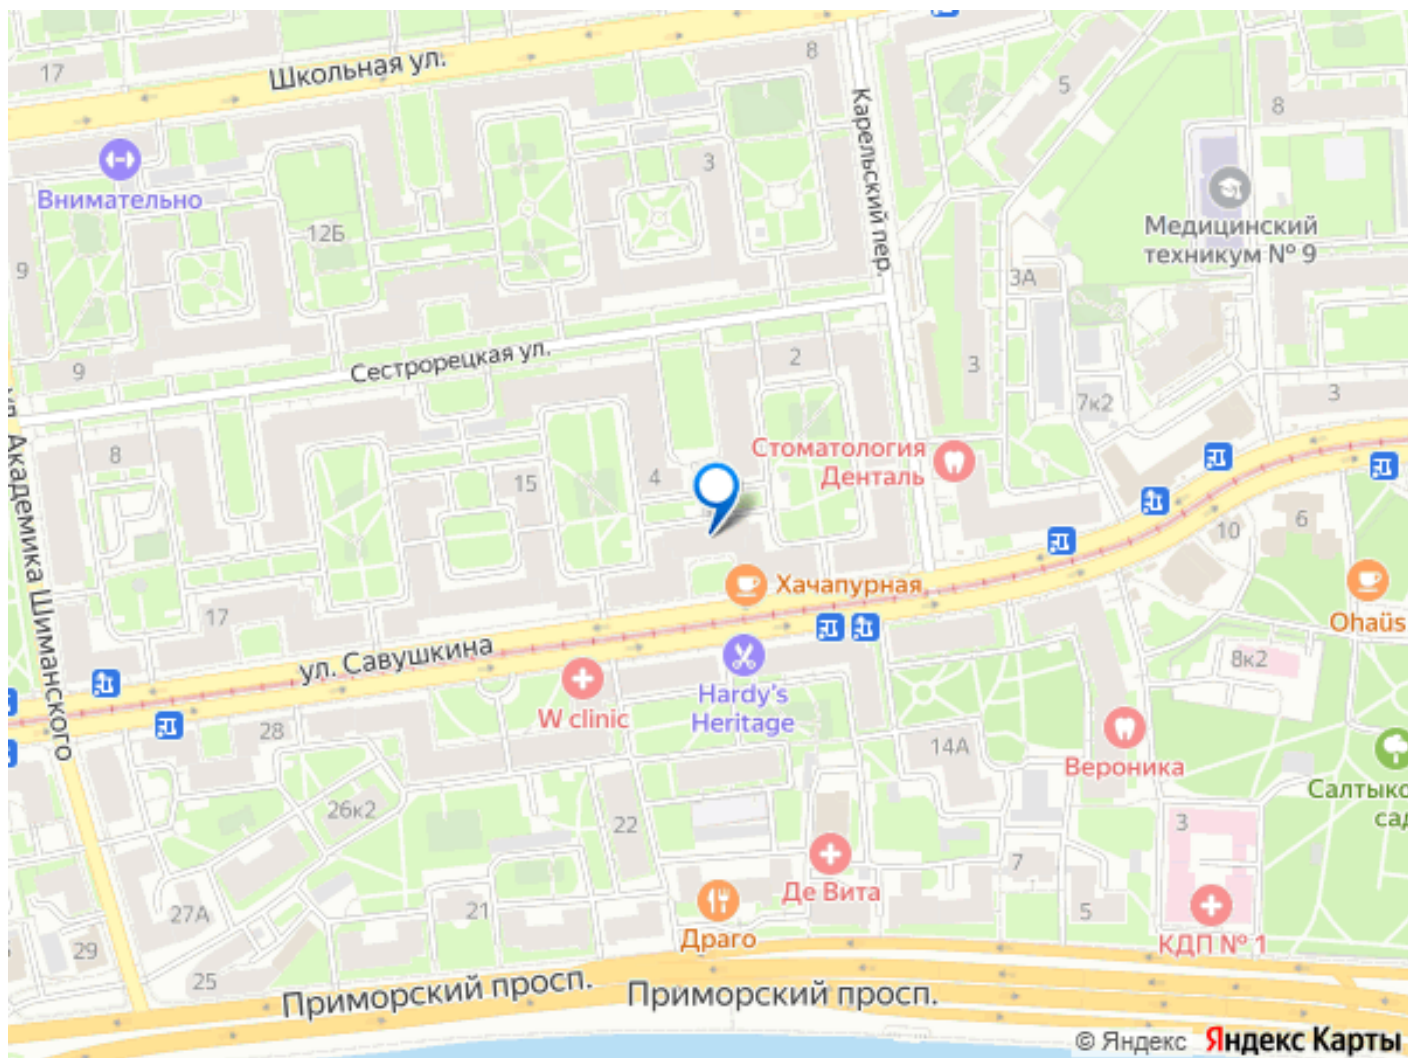 17
Школьная ул.
8
5
8
Карельский пер.
Внимательно
3
12Б
Медицинский
техникум № 9
9
3А
Сестрорецкая ул.
9
2
3
7к2
3
ул. Академика Шиманского
8
Стоматология
Денталь
15
4
10
6
Хачапурная
Ohaüs
17
ул. Савушкина
8к2
Hardy's
Heritage
W clinic
28
14А
Вероника
Салтыко
сад
26к2
22
3
7
Де Вита
27А
21
5
Драго
КДП № 1
29
25
Приморский просп.
Приморский просп.
© Яндекс Яндекс Карты